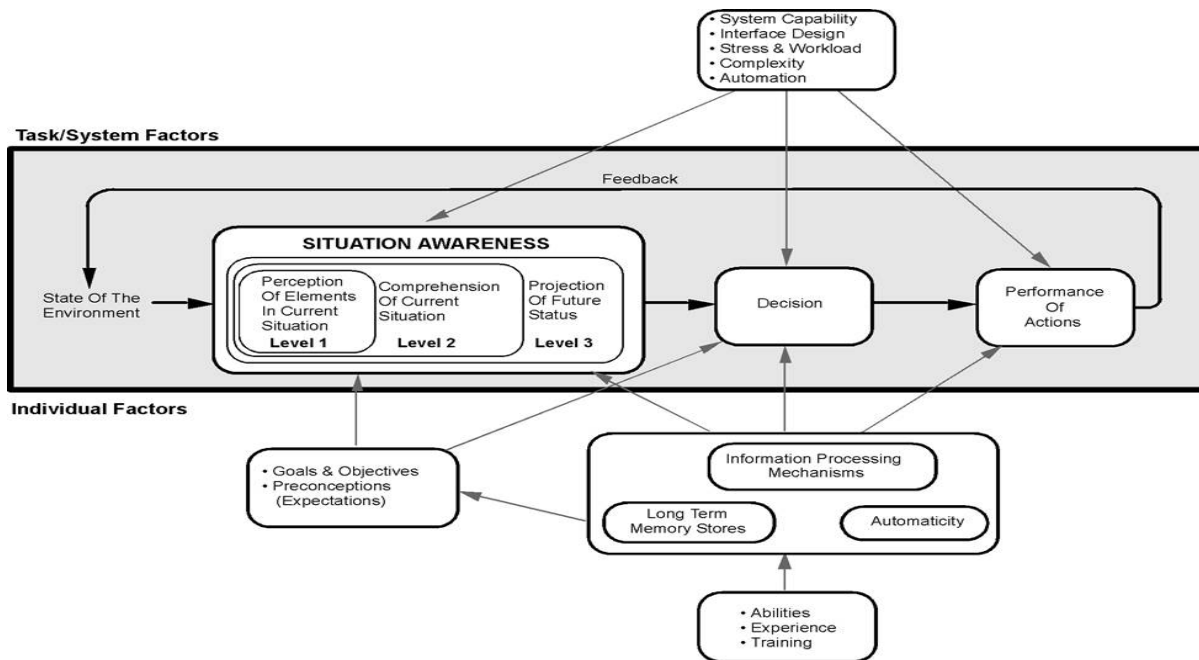 • System Capability
• Interface Design
• Stress & Workload
• Complexity
• Automation
Task/System Factors
Feedback
SITUATION AWARENESS
State Of The
Environment
Perception
Of Elements
In Current
Situation
Level 1
Comprehension
Of Current
Situation
Level 2
Projection
Of Future
Status
Level 3
Decision
Performance
Of
Actions
Individual Factors
• Goals & Objectives
• Preconceptions
(Expectations)
Information Processing
Mechanisms
Long Term
Memory Stores
Automaticity
• Abilities
• Experience
• Training